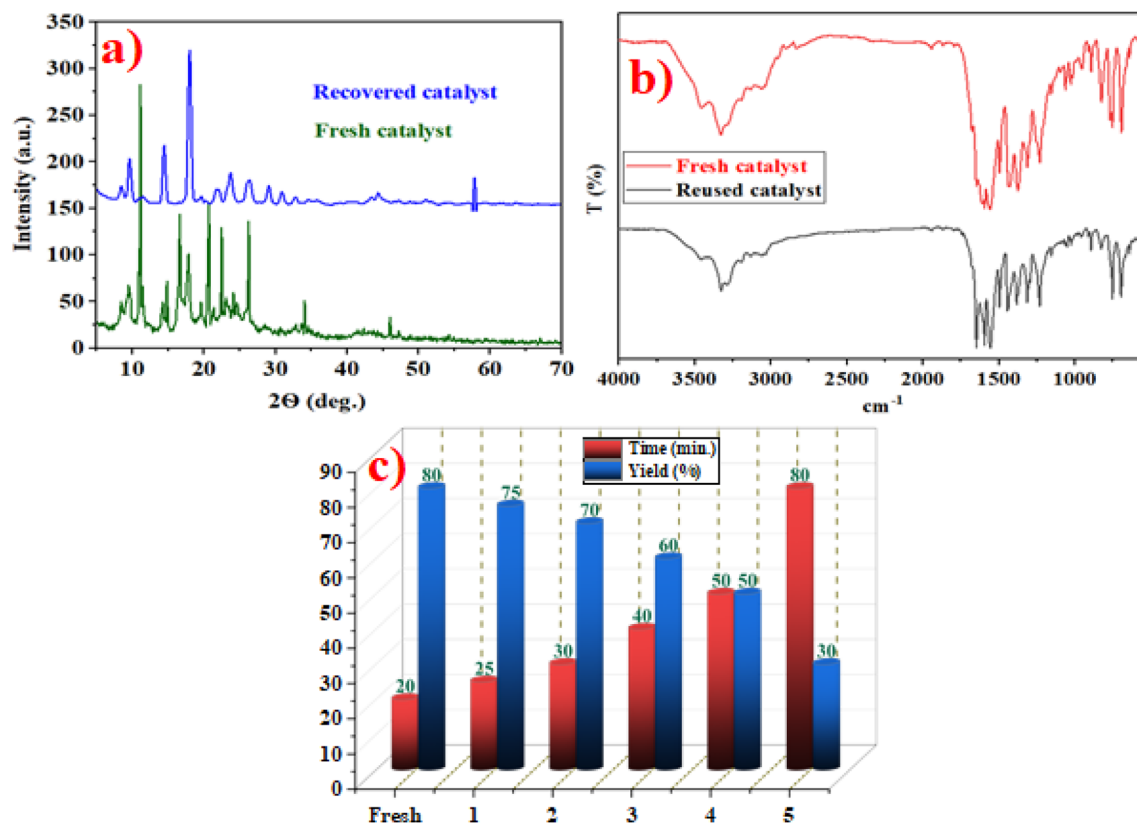 a)
Recovered catalyst
Fresh catalyst
Intensity (a.u.)
350
300
250
200
150
100
50
0
10 20 30 40 50 60 70
2Θ (deg.)
b)
Fresh catalyst
Reused catalyst
T (%)
4000 3500 3000 2500 2000 1500 1000
cm⁻¹
c)
Time (min.)
Yield (%)
90
80
70
60
50
40
30
20
10
0
20 80 25 75 30 70 40 60 50 50 80 30
Fresh 1 2 3 4 5